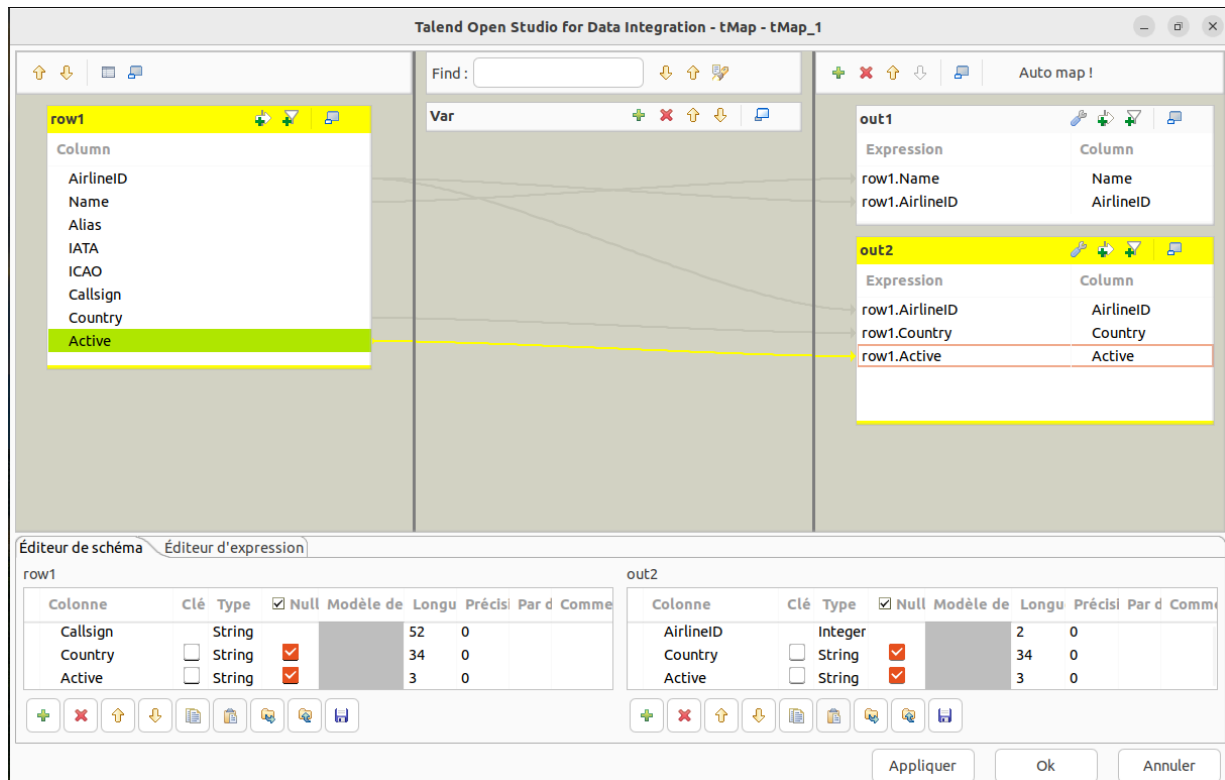 Talend Open Studio for Data Integration - tMap - tMap_1
Find :
Auto map !
row1
Column
AirlineID
Name
Alias
IATA
ICAO
Callsign
Country
Active
Var
out1
Expression Column
row1.Name Name
row1.AirlineID AirlineID
out2
Expression Column
row1.AirlineID AirlineID
row1.Country Country
row1.Active Active
Éditeur de schéma Éditeur d'expression
row1
Colonne Clé Type Null Modèle de Longu Précisi Par d Comme
Callsign String 52 0
Country String 34 0
Active String 3 0
out2
Colonne Clé Type Null Modèle de Longu Précisi Par d Comme
AirlineID Integer 2 0
Country String 34 0
Active String 3 0
Appliquer Ok Annuler